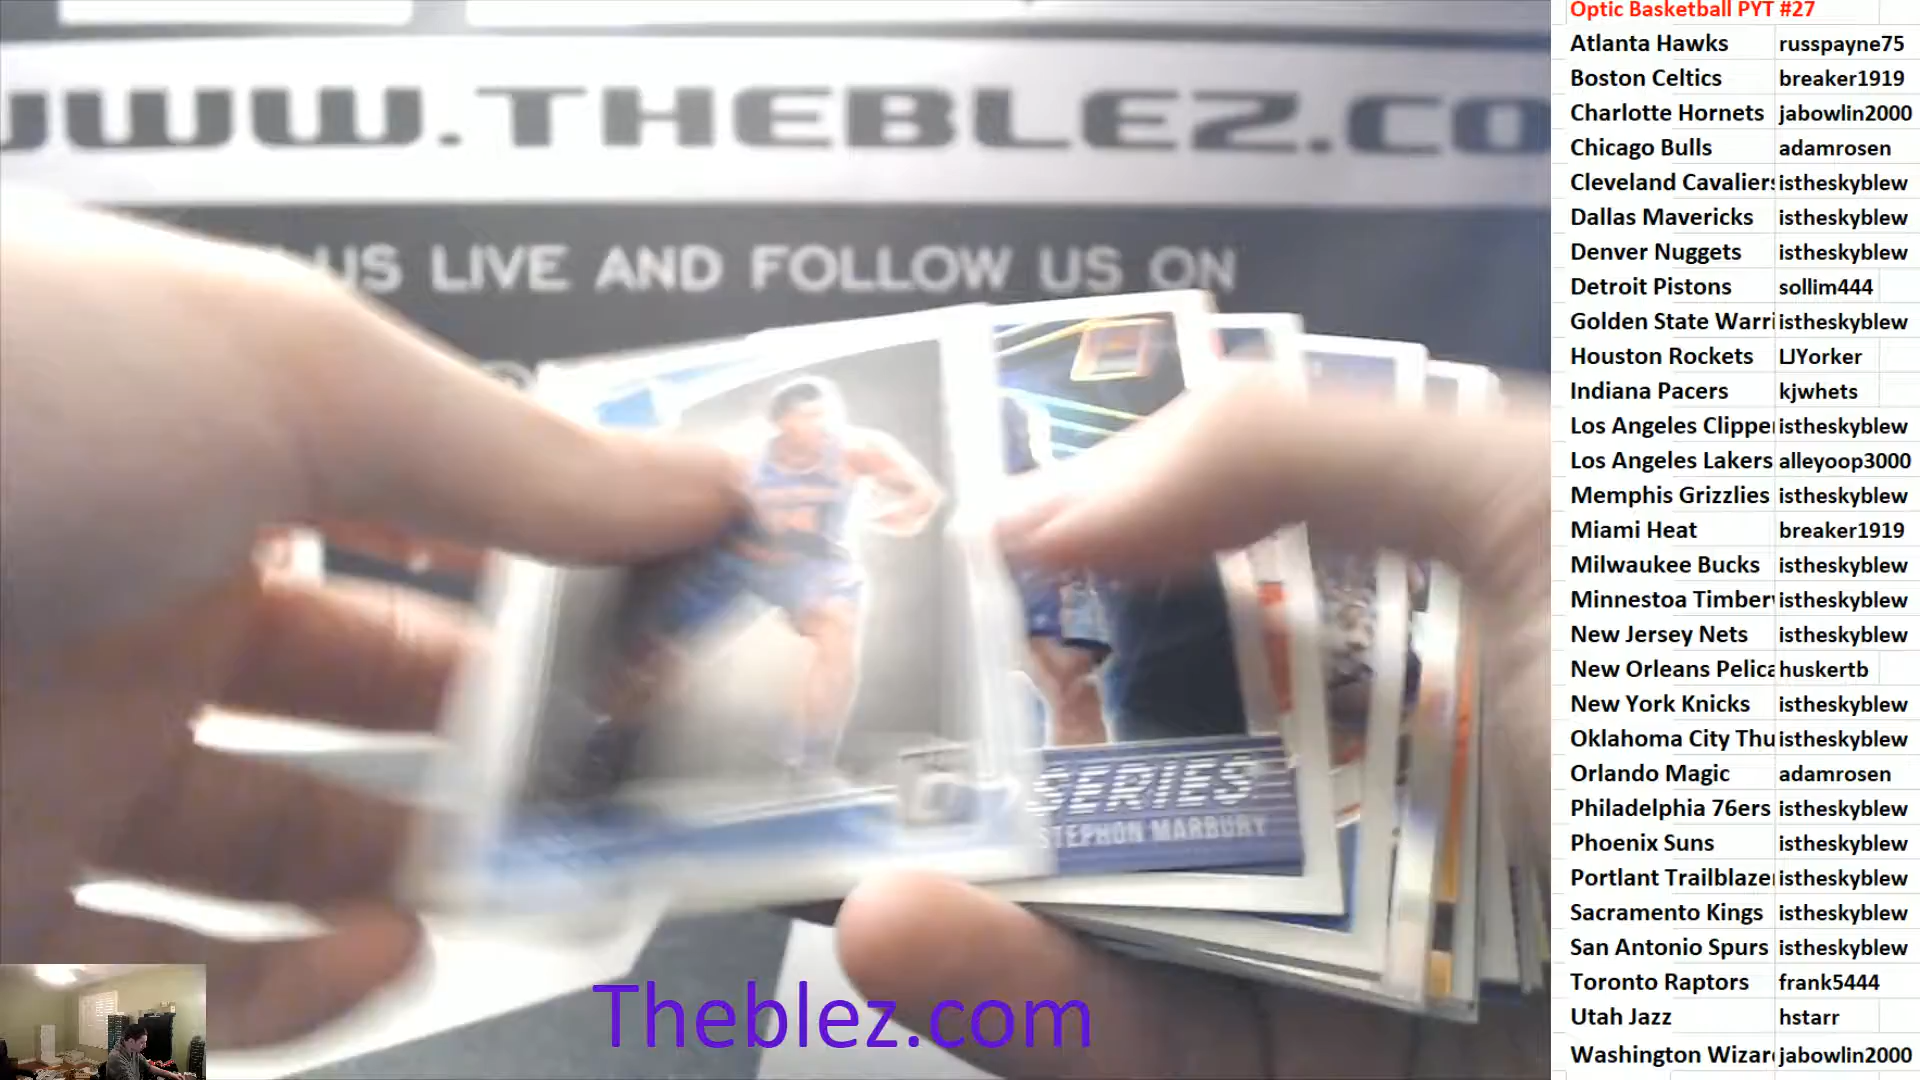 WWW.THEBLEZ.CO
US LIVE AND FOLLOW US ON
SERIES
STEPHON MARBURY
Theblez.com
Optic Basketball PYT #27
Atlanta Hawks russpayne75
Boston Celtics breaker1919
Charlotte Hornets jabowlin2000
Chicago Bulls adamrosen
Cleveland Cavaliers istheskyblew
Dallas Mavericks istheskyblew
Denver Nuggets istheskyblew
Detroit Pistons sollim444
Golden State Warri istheskyblew
Houston Rockets LJYorker
Indiana Pacers kjwhets
Los Angeles Clippe istheskyblew
Los Angeles Lakers alleyoop3000
Memphis Grizzlies istheskyblew
Miami Heat breaker1919
Milwaukee Bucks istheskyblew
Minnestoa Timberv istheskyblew
New Jersey Nets istheskyblew
New Orleans Pelica huskertb
New York Knicks istheskyblew
Oklahoma City Thu istheskyblew
Orlando Magic adamrosen
Philadelphia 76ers istheskyblew
Phoenix Suns istheskyblew
Portlant Trailblaze istheskyblew
Sacramento Kings istheskyblew
San Antonio Spurs istheskyblew
Toronto Raptors frank5444
Utah Jazz hstarr
Washington Wizar jabowlin2000